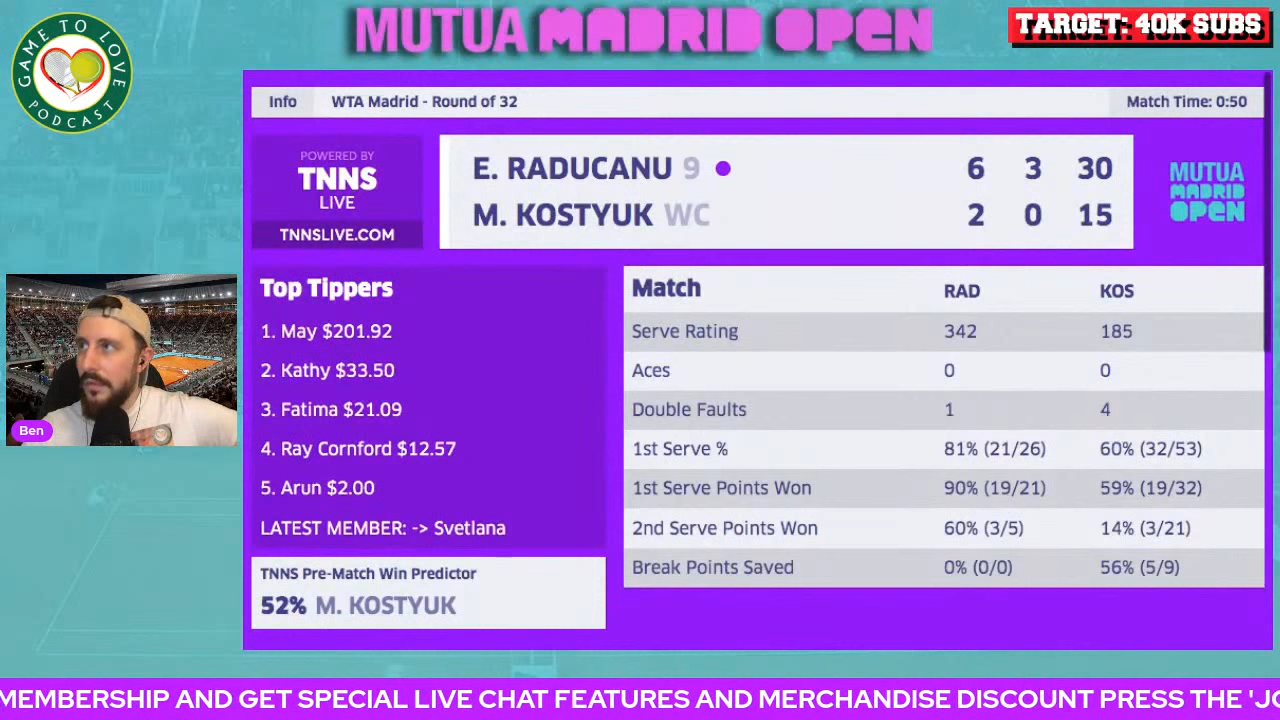 GAME TO LOVE
PODCAST
MUTUA MADRID OPEN
TARGET: 40K SUBS
Info
WTA Madrid - Round of 32
Match Time: 0:50
POWERED BY
TNNS
LIVE
TNNSLIVE.COM
E. RADUCANU 9 6 3 30
M. KOSTYUK WC 2 0 15
MUTUA
MADRID
OPEN
Top Tippers
1. May $201.92
2. Kathy $33.50
3. Fatima $21.09
4. Ray Cornford $12.57
5. Arun $2.00
LATEST MEMBER: -> Svetlana
TNNS Pre-Match Win Predictor
52% M. KOSTYUK
Match RAD KOS
Serve Rating 342 185
Aces 0 0
Double Faults 1 4
1st Serve % 81% (21/26) 60% (32/53)
1st Serve Points Won 90% (19/21) 59% (19/32)
2nd Serve Points Won 60% (3/5) 14% (3/21)
Break Points Saved 0% (0/0) 56% (5/9)
Ben
MEMBERSHIP AND GET SPECIAL LIVE CHAT FEATURES AND MERCHANDISE DISCOUNT PRESS THE 'JO